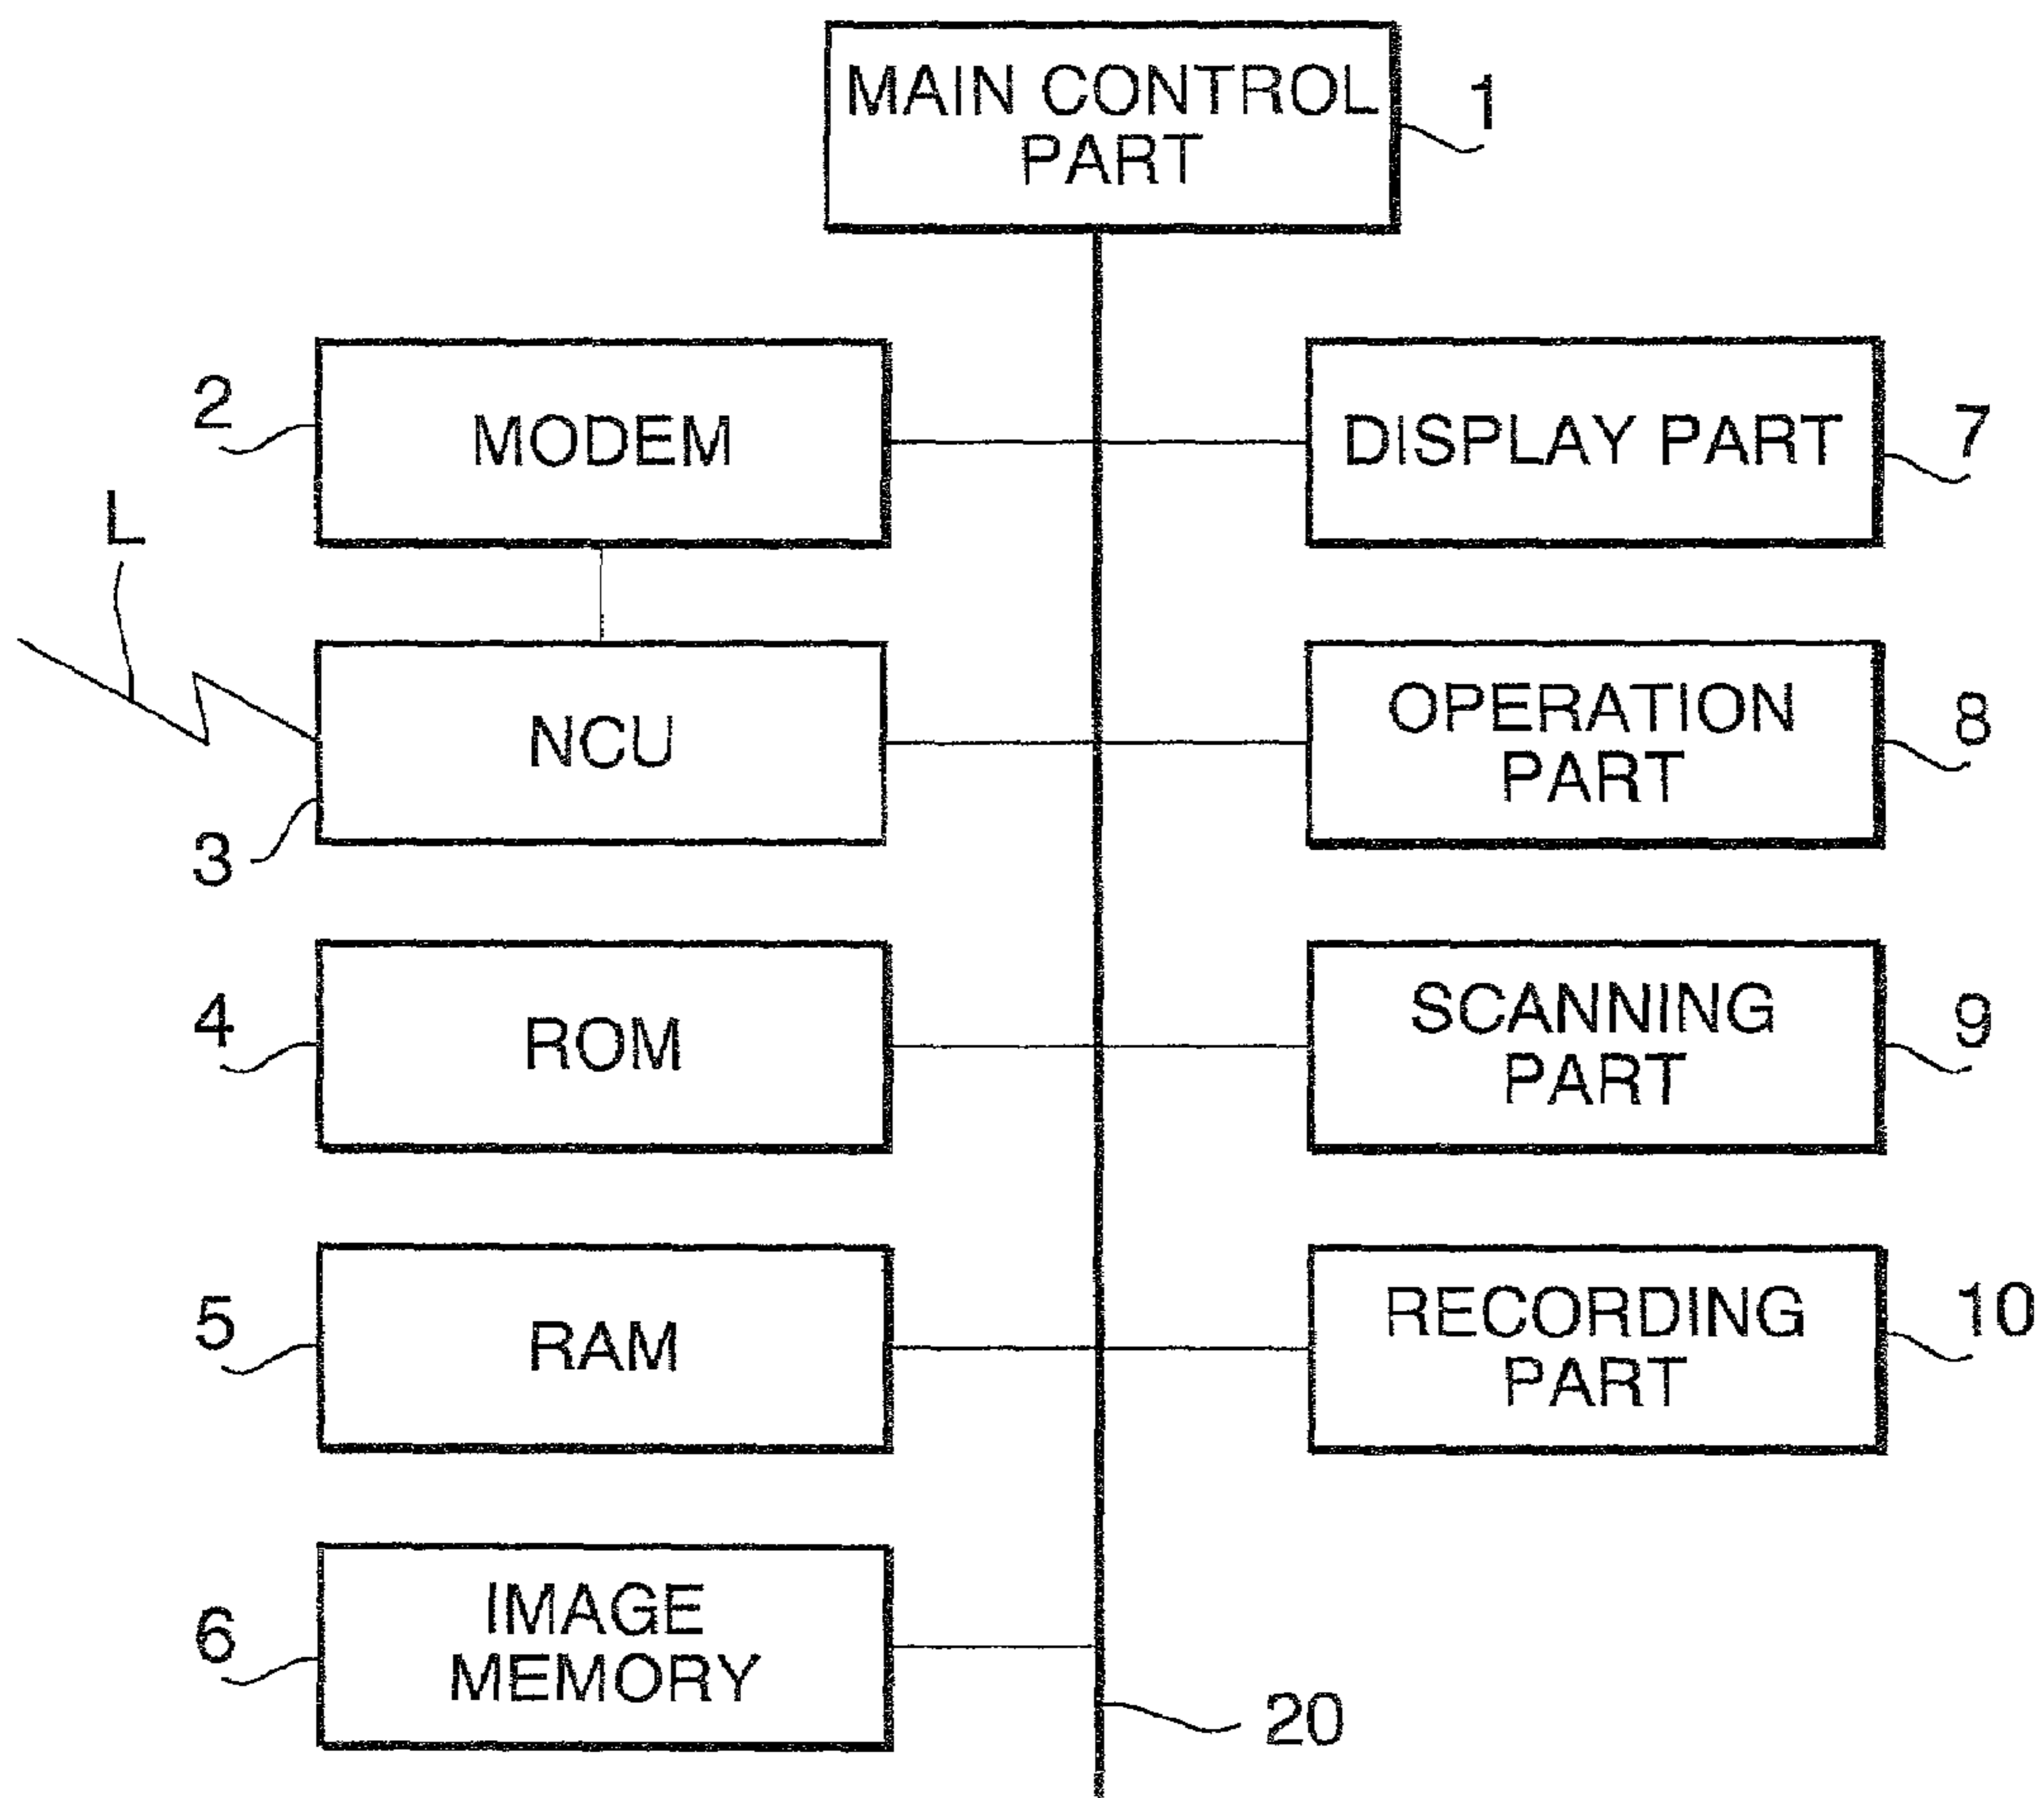 MAIN CONTROL
PART
1
2
MODEM
DISPLAY PART
7
L
NCU
3
OPERATION
PART
8
4
ROM
SCANNING
PART
9
5
RAM
RECORDING
PART
10
6
IMAGE
MEMORY
20